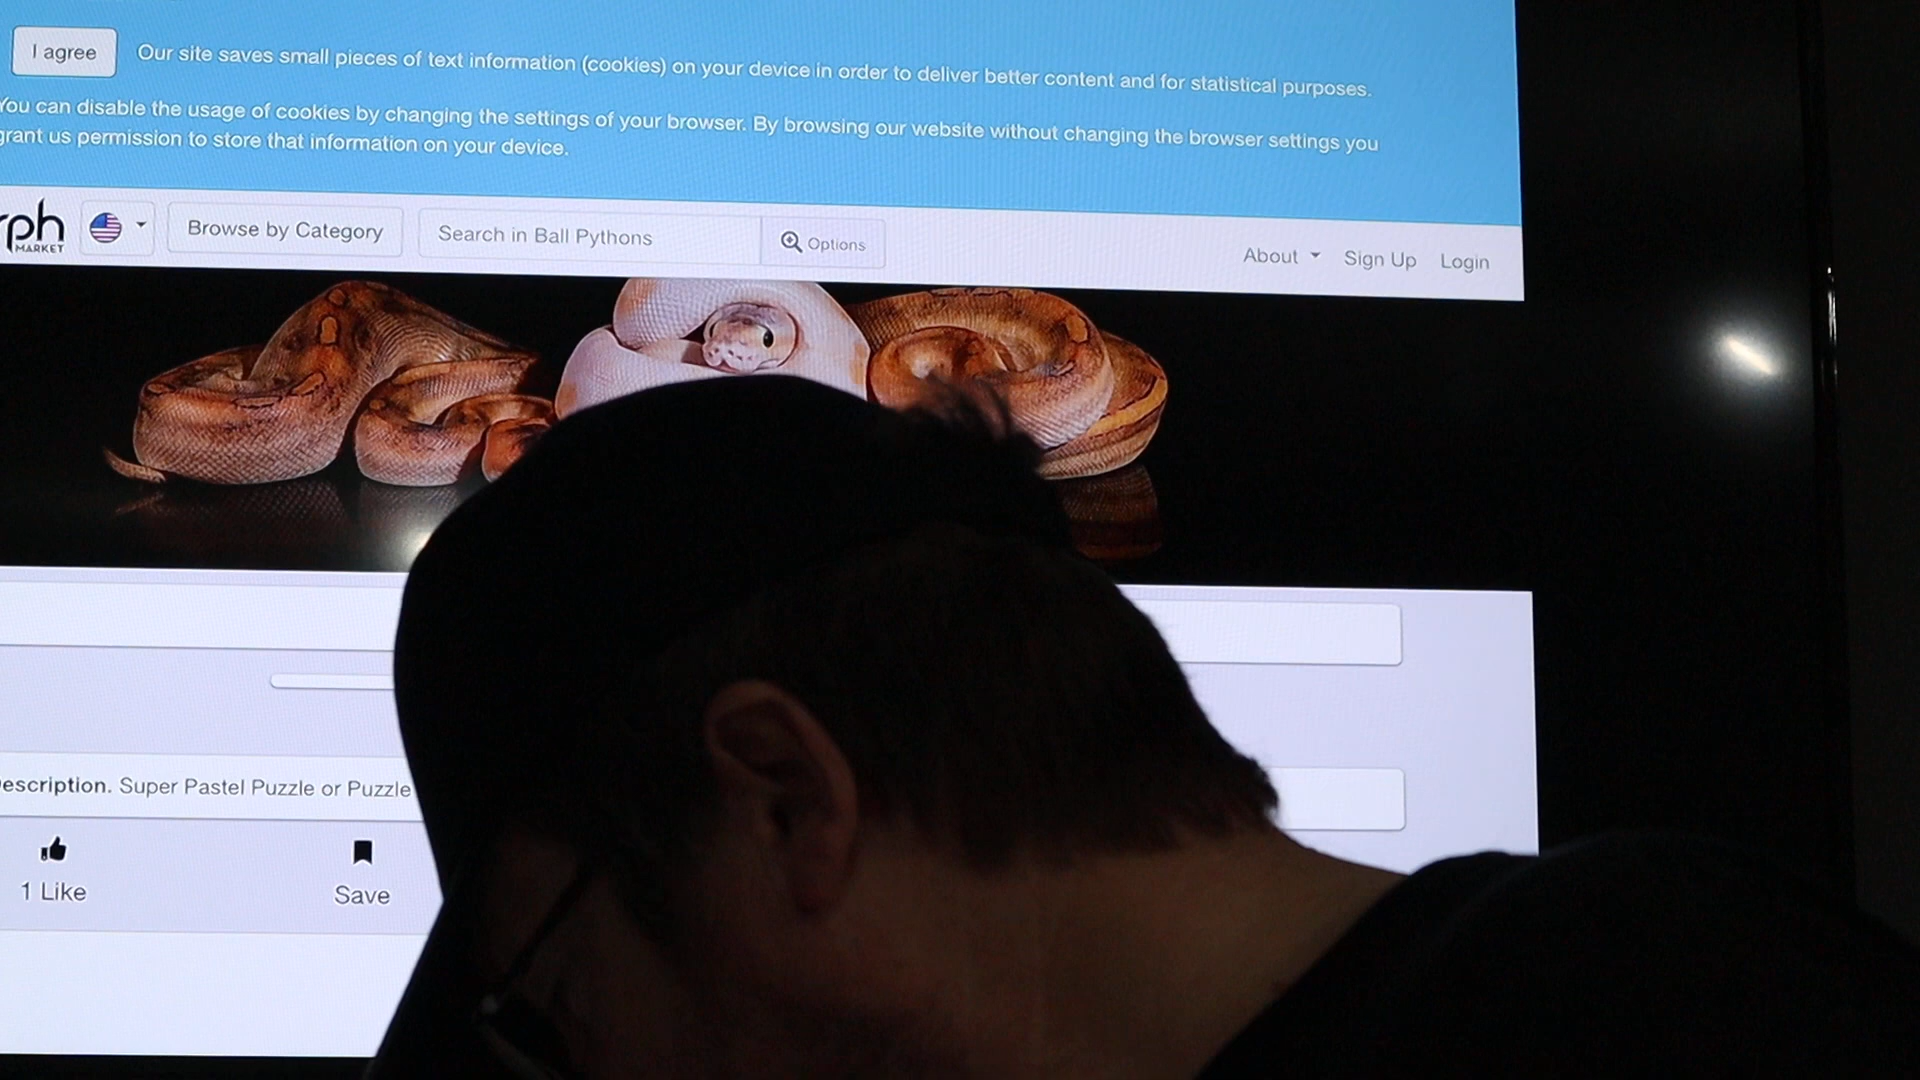 I agree
Our site saves small pieces of text information (cookies) on your device in order to deliver better content and for statistical purposes.
You can disable the usage of cookies by changing the settings of your browser. By browsing our website without changing the browser settings you
grant us permission to store that information on your device.
rph
MARKET
Browse by Category
Search in Ball Pythons
Options
About
Sign Up
Login
escription. Super Pastel Puzzle or Puzzle
1 Like
Save